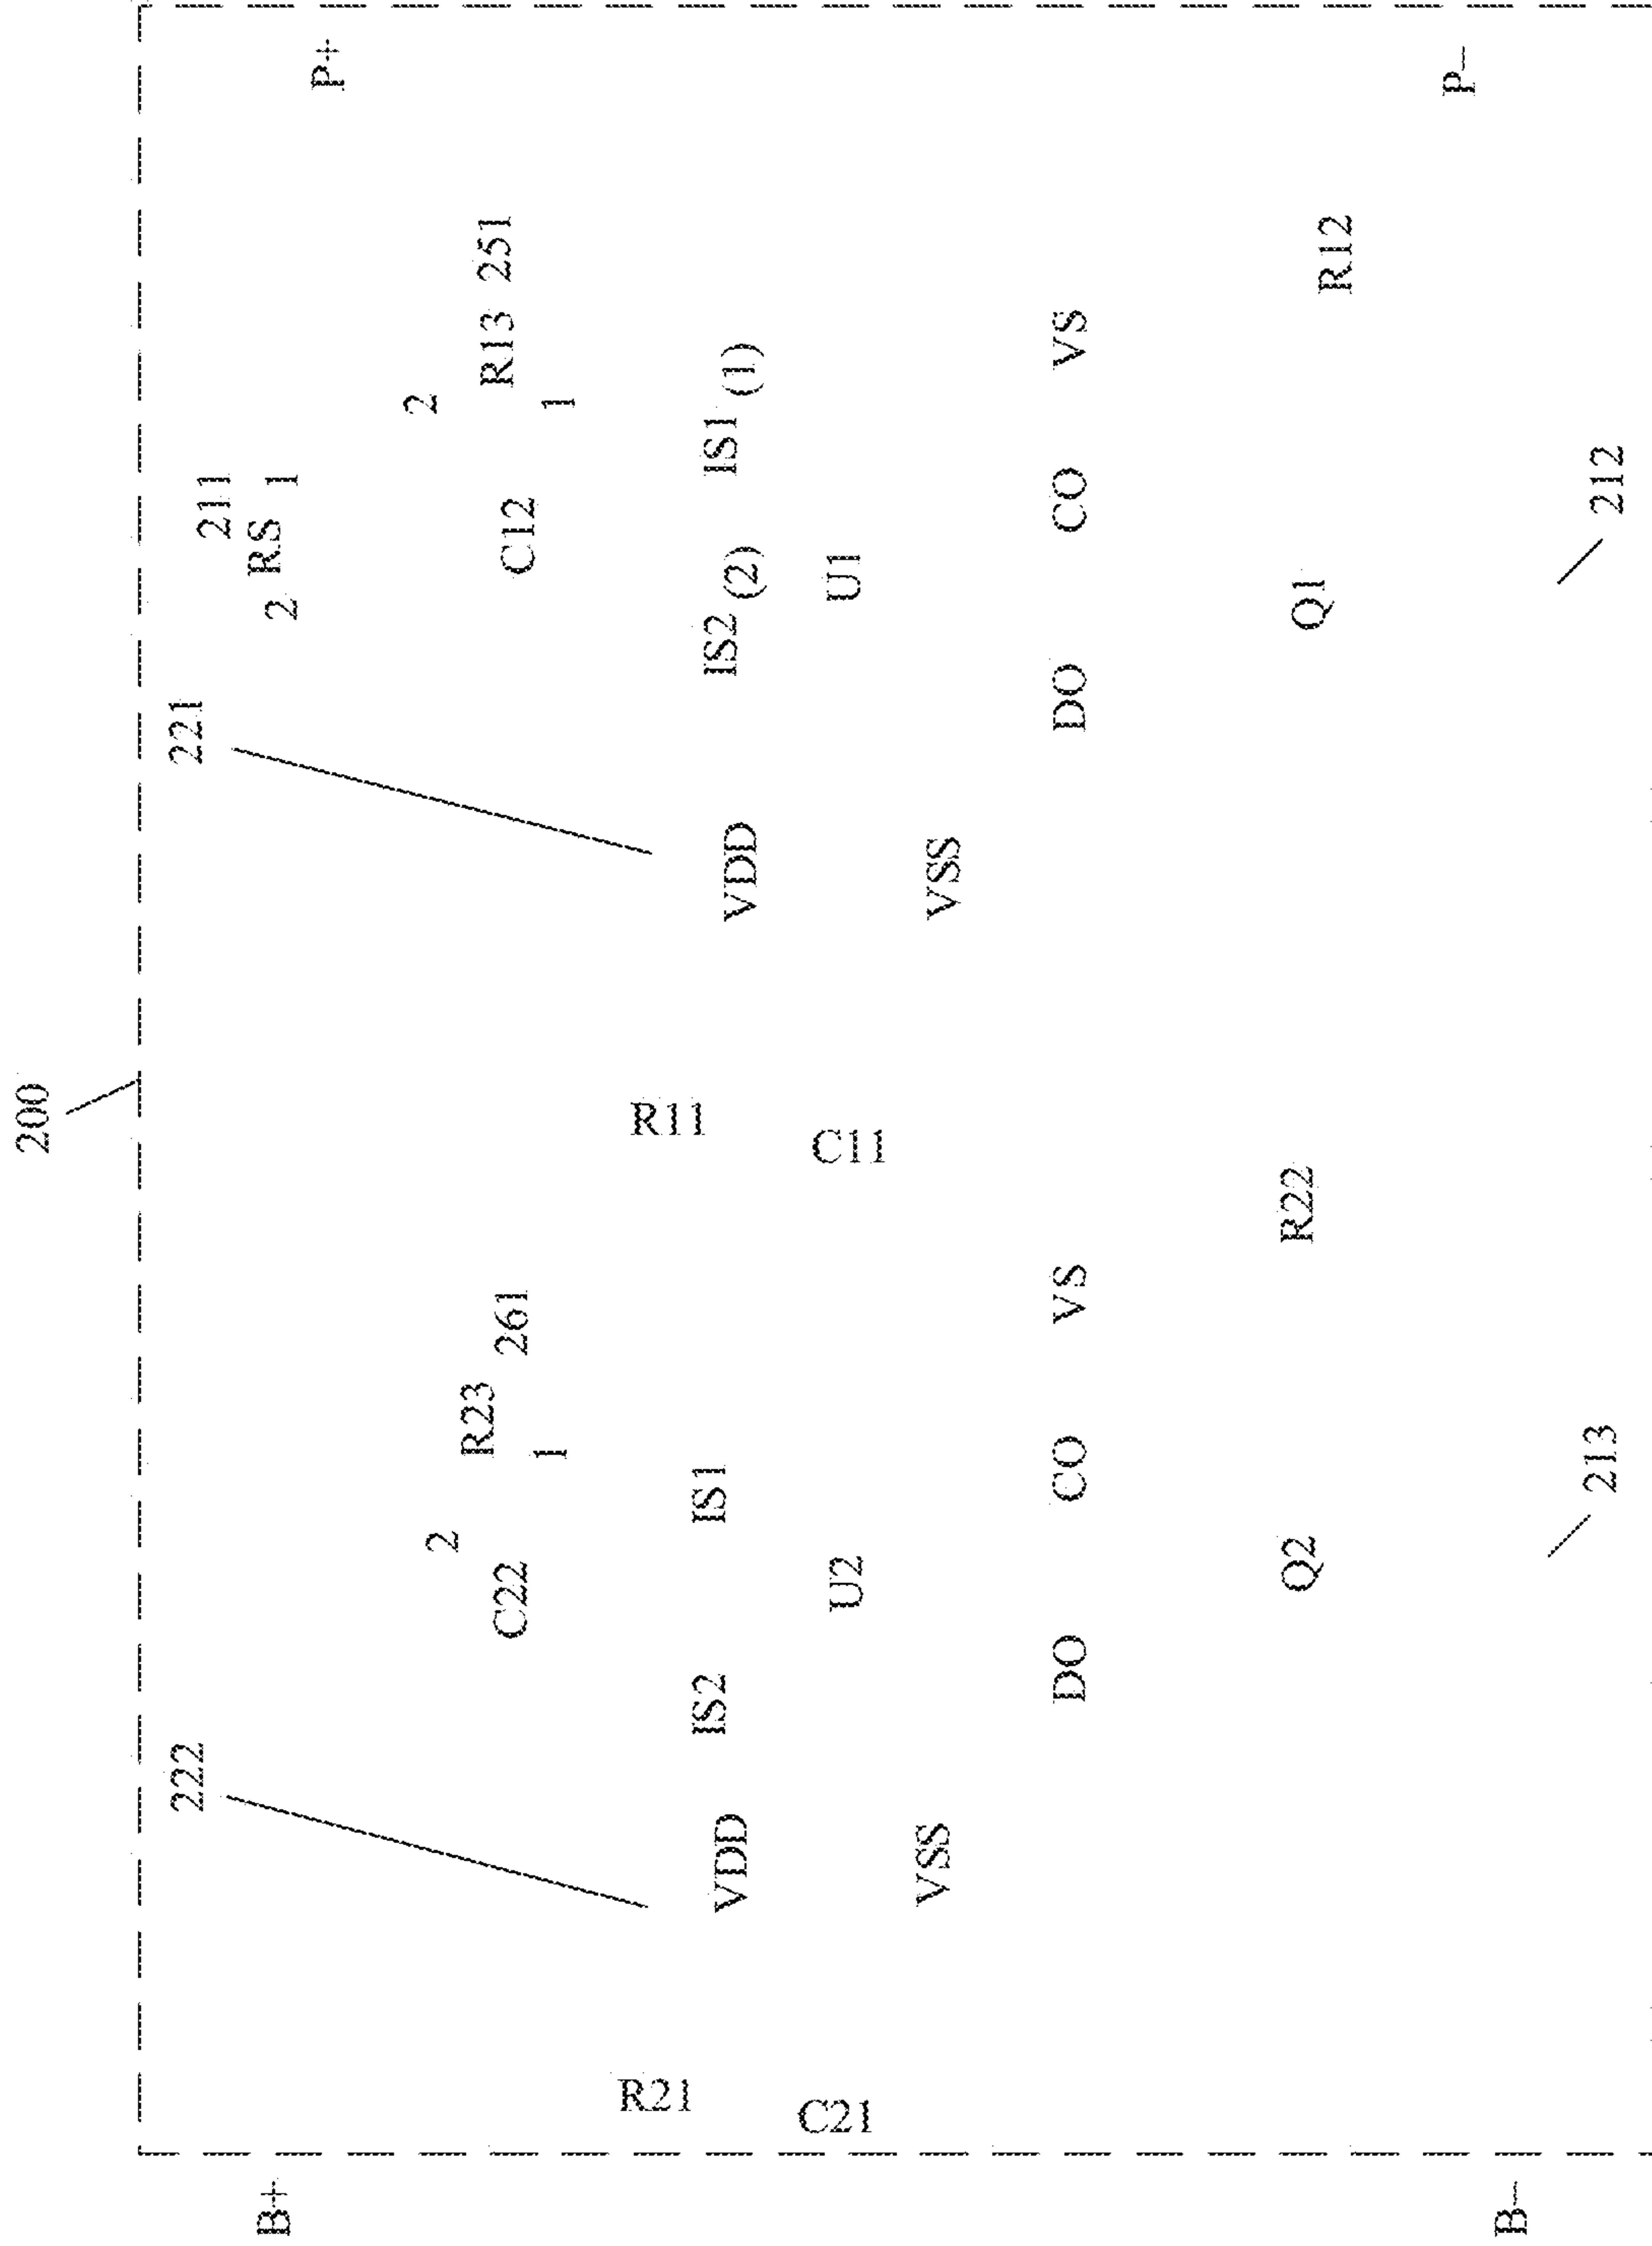 200
222
221
211
RS
2
1
B+
P+
2
R23
1
261
C22
2
R13
251
1
C12
R21
C21
VDD
IS2
IS1
U2
VSS
R11
C11
VDD
IS2
(2)
IS1
(1)
U1
VSS
DO
CO
VS
DO
CO
VS
Q2
R22
Q1
R12
B−
213
212
P−